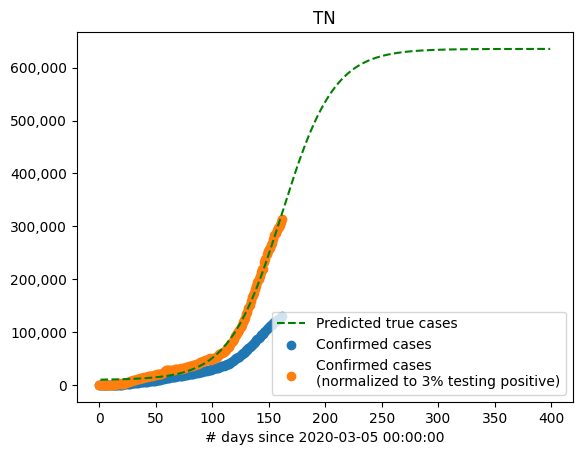 TN
600,000
500,000
400,000
300,000
200,000
100,000
0
Predicted true cases
Confirmed cases
Confirmed cases
(normalized to 3% testing positive)
0 50 100 150 200 250 300 350 400
# days since 2020-03-05 00:00:00